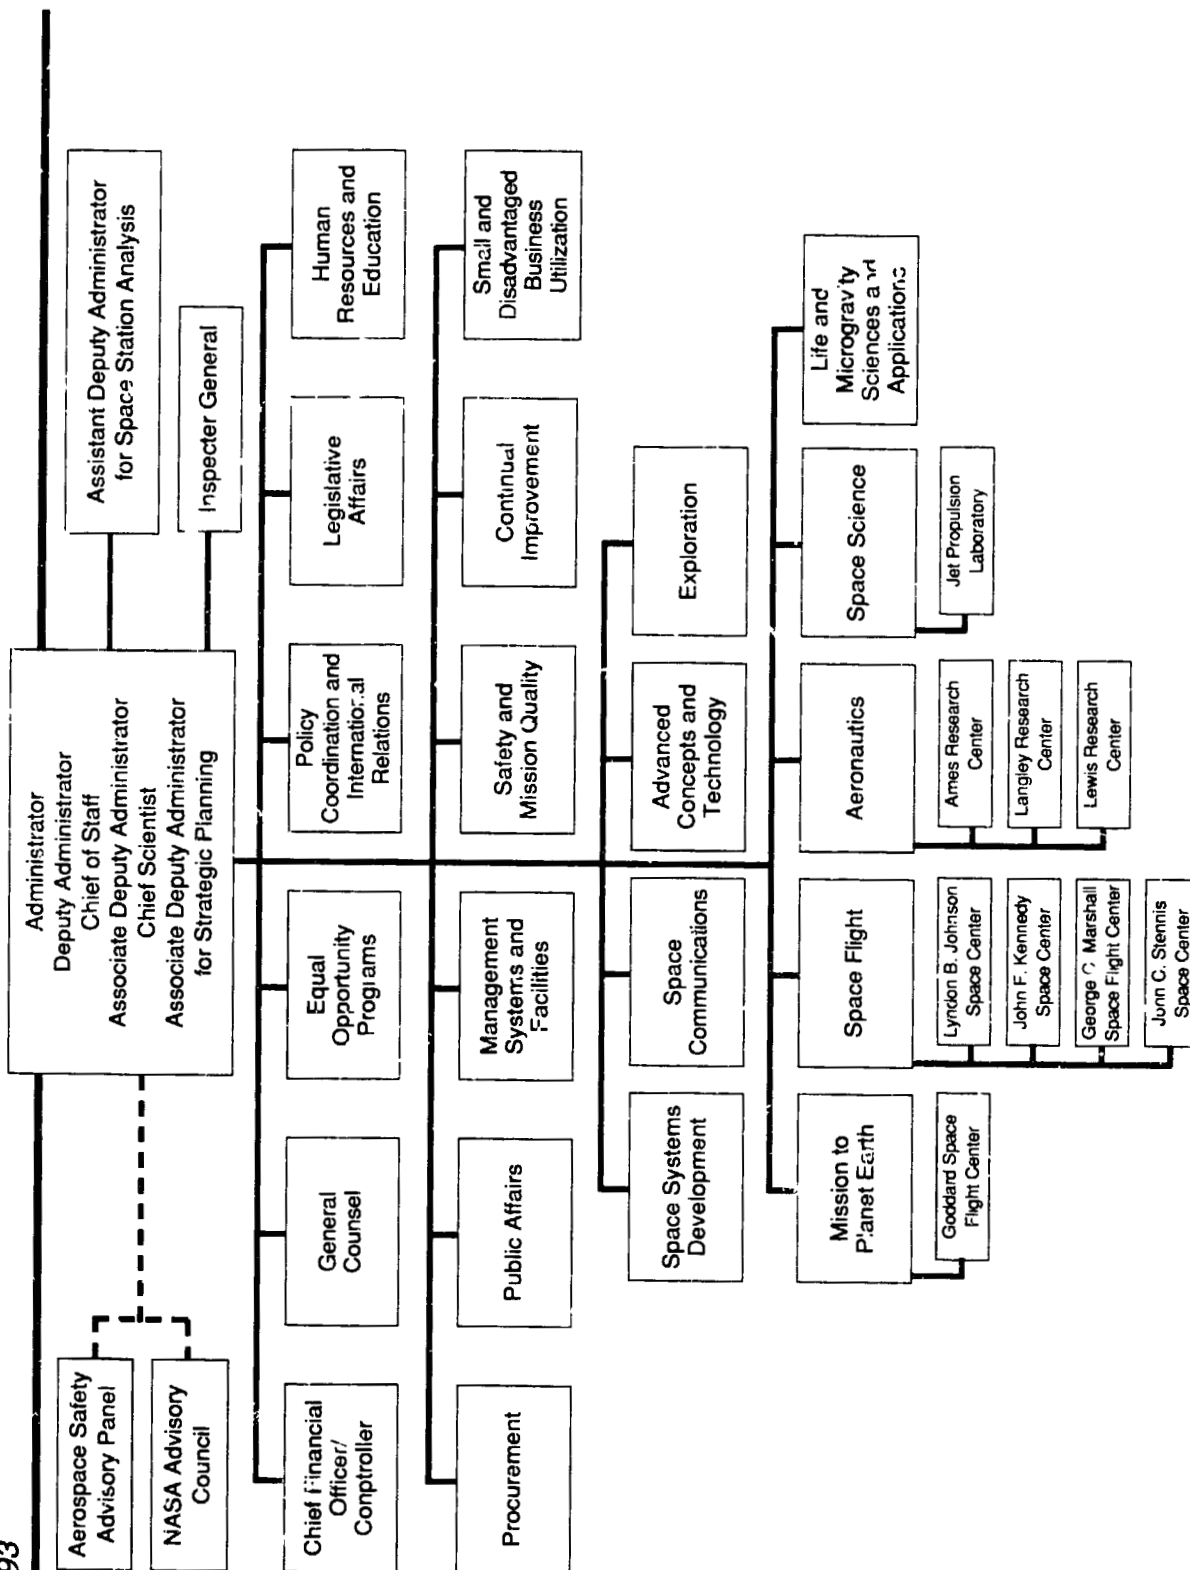 93
Administrator
Deputy Administrator
Chief of Staff
Associate Deputy Administrator
Chief Scientist
Associate Deputy Administrator
for Strategic Planning
Aerospace Safety
Advisory Panel
NASA Advisory
Council
Assistant Deputy Administrator
for Space Station Analysis
Inspecter General
Chief Financial
Officer/
Conptroller
General
Counsel
Equal
Opportunity
Programs
Policy
Coordination and
International
Relations
Legislative
Affairs
Human
Resources and
Education
Procurement
Public Affairs
Management
Systems and
Facilities
Safety and
Mission Quality
Continual
Improvement
Small and
Disadvantaged
Business
Utilization
Space Systems
Development
Space
Communications
Advanced
Concepts and
Technology
Exploration
Mission to
Planet Earth
Goddard Space
Flight Center
Space Flight
Lyndon B. Johnson
Space Center
John F. Kennedy
Space Center
George C. Marshall
Space Flight Center
John C. Stennis
Space Center
Aeronautics
Ames Research
Center
Langley Research
Center
Lewis Research
Center
Space Science
Jet Propulsion
Laboratory
Life and
Microgravity
Sciences and
Applications